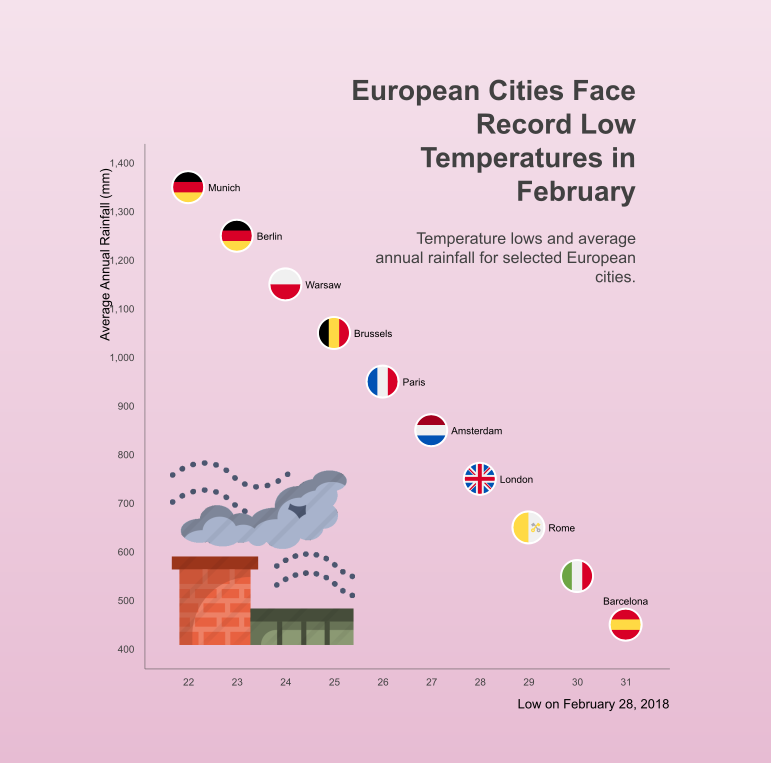 European Cities Face
Record Low
Temperatures in
February
Temperature lows and average
annual rainfall for selected European
cities.
Average Annual Rainfall (mm)
1,400
1,300
1,200
1,100
1,000
900
800
700
600
500
400
Munich
Berlin
Warsaw
Brussels
Paris
Amsterdam
London
Rome
Barcelona
22 23 24 25 26 27 28 29 30 31
Low on February 28, 2018